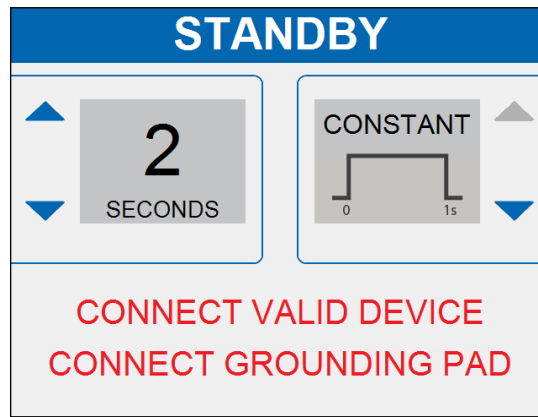 STANDBY
2
SECONDS
CONSTANT
0 1s
CONNECT VALID DEVICE
CONNECT GROUNDING PAD